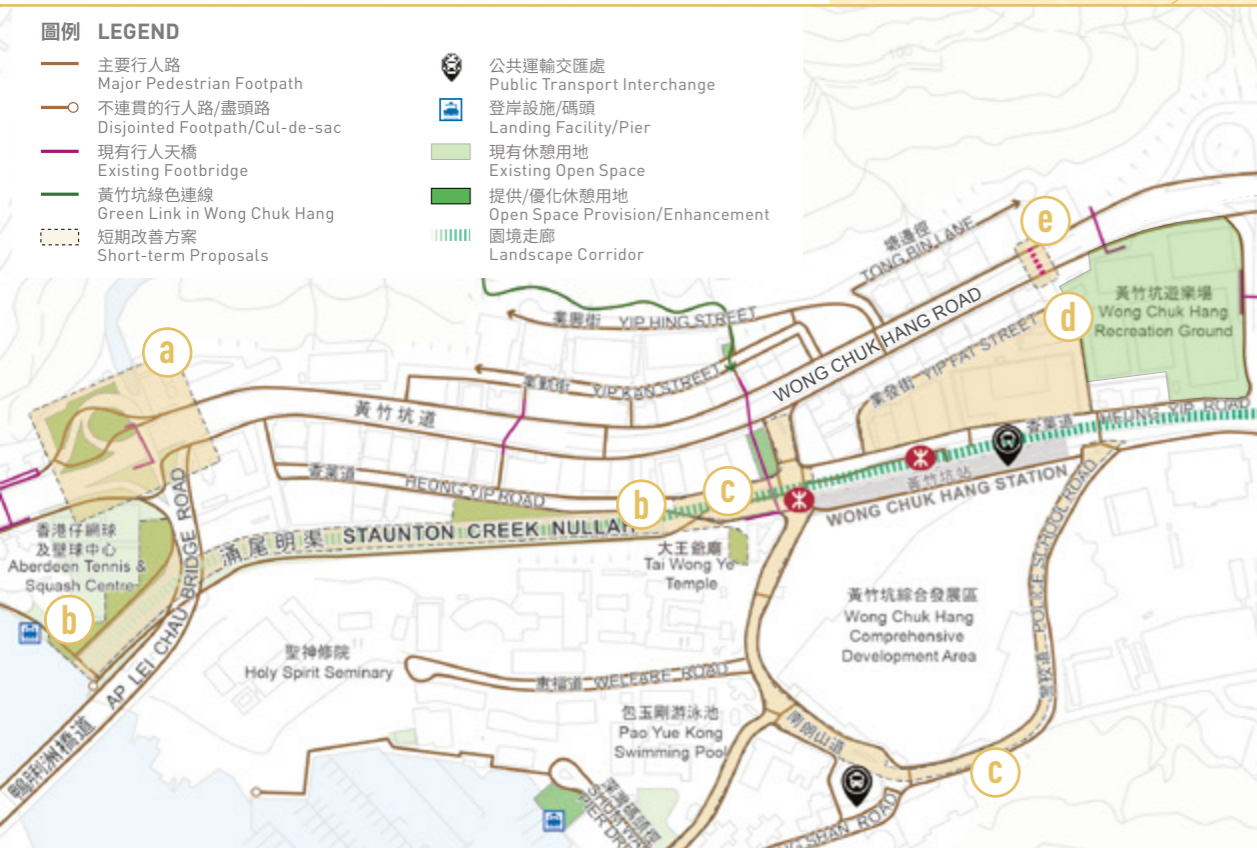 圖例 LEGEND
主要行人路
Major Pedestrian Footpath
不連貫的行人路/盡頭路
Disjointed Footpath/Cul-de-sac
現有行人天橋
Existing Footbridge
黃竹坑綠色連線
Green Link in Wong Chuk Hang
短期改善方案
Short-term Proposals
公共運輸交匯處
Public Transport Interchange
登岸設施/碼頭
Landing Facility/Pier
現有休憩用地
Existing Open Space
提供/優化休憩用地
Open Space Provision/Enhancement
園境走廊
Landscape Corridor
100
塘邊徑
TONG BIN LANE
e
黃竹坑遊樂場
Wong Chuk Hang
Recreation Ground
d
業興街 YIP HING STREET
WONG CHUK HANG ROAD
業發街 YIP FAT STREET
a
業勤街 YIP KAN STREET
黃竹坑道
香葉道 HEUNG YIP ROAD
香葉道
HEUNG YIP ROAD
黃竹坑站
WONG CHUK HANG STATION
b
c
涌尾明渠 STAUNTON CREEK NULLAH
香港仔網球
及壁球中心
Aberdeen Tennis &
Squash Centre
b
大王爺廟
Tai Wong Ye
Temple
POLICE SCHOOL ROAD
黃竹坑綜合發展區
Wong Chuk Hang
Comprehensive
Development Area
聖神修院
Holy Spirit Seminary
惠福道 WELFARE ROAD
鴨脷洲橋道 AP LEI CHAU BRIDGE ROAD
包玉剛游泳池
Pao Yue Kong
Swimming Pool
南朗山道
c
深灣碼頭徑
SHUM WAN
PIER DRI
SHAN ROAD